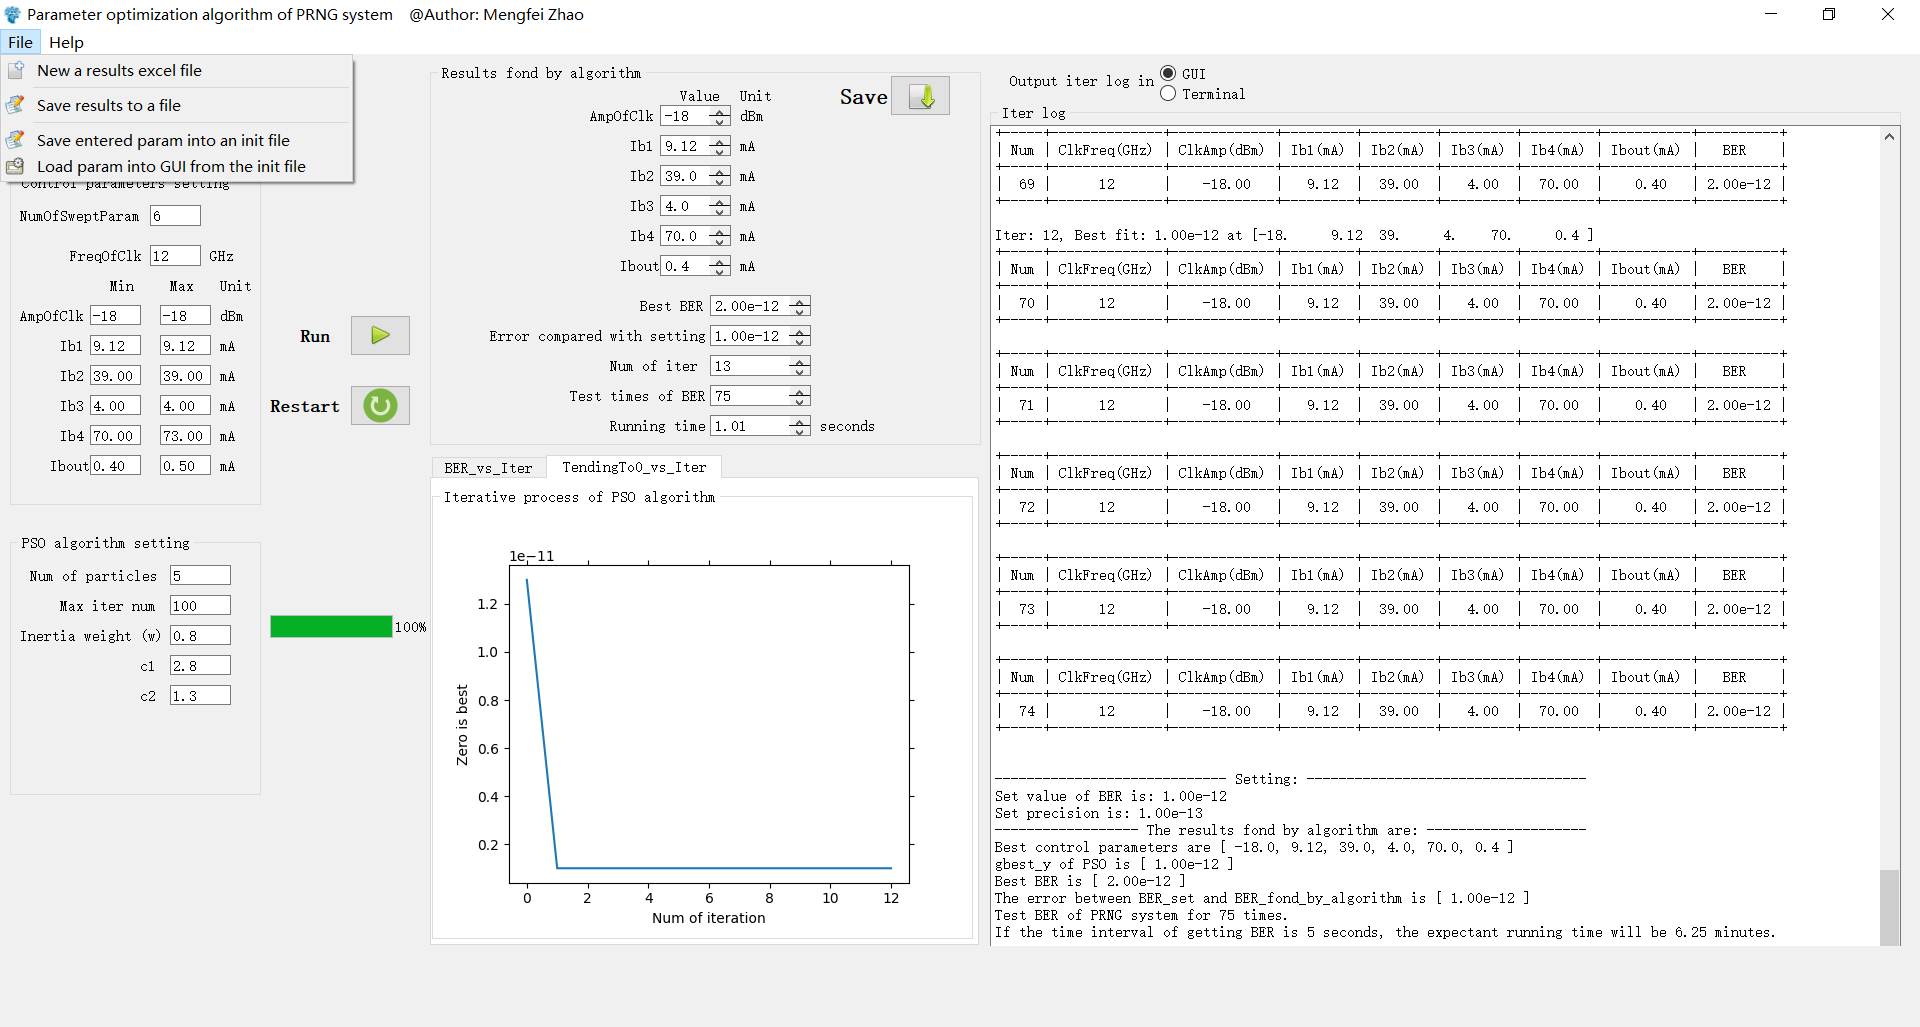 Parameter optimization algorithm of PRNG system @Author: Mengfei Zhao
File Help
New a results excel file
Save results to a file
Save entered param into an init file
Load param into GUI from the init file
Control parameters setting
NumOfSweptParam 6
FreqOfClk 12 GHz
Min Max Unit
AmpOfClk -18 -18 dBm
Ib1 9.12 9.12 mA
Ib2 39.00 39.00 mA
Ib3 4.00 4.00 mA
Ib4 70.00 73.00 mA
Ibout 0.40 0.50 mA
PSO algorithm setting
Num of particles 5
Max iter num 100
Inertia weight (w) 0.8
c1 2.8
c2 1.3
Run
Restart
100%
Results fond by algorithm
Value Unit
Save
AmpOfClk -18 dBm
Ib1 9.12 mA
Ib2 39.0 mA
Ib3 4.0 mA
Ib4 70.0 mA
Ibout 0.4 mA
Best BER 2.00e-12
Error compared with setting 1.00e-12
Num of iter 13
Test times of BER 75
Running time 1.01 seconds
BER_vs_Iter TendingTo0_vs_Iter
Iterative process of PSO algorithm
1e−11
1.2
1.0
0.8
0.6
0.4
0.2
Zero is best
0 2 4 6 8 10 12
Num of iteration
Output iter log in GUI
Terminal
Iter log
+-----+--------------+--------------+---------+---------+---------+---------+-----------+----------+
| Num | ClkFreq(GHz) | ClkAmp(dBm) | Ib1(mA) | Ib2(mA) | Ib3(mA) | Ib4(mA) | Ibout(mA) | BER |
+-----+--------------+--------------+---------+---------+---------+---------+-----------+----------+
| 69 | 12 | -18.00 | 9.12 | 39.00 | 4.00 | 70.00 | 0.40 | 2.00e-12 |
+-----+--------------+--------------+---------+---------+---------+---------+-----------+----------+
Iter: 12, Best fit: 1.00e-12 at [-18. 9.12 39. 4. 70. 0.4 ]
+-----+--------------+--------------+---------+---------+---------+---------+-----------+----------+
| Num | ClkFreq(GHz) | ClkAmp(dBm) | Ib1(mA) | Ib2(mA) | Ib3(mA) | Ib4(mA) | Ibout(mA) | BER |
+-----+--------------+--------------+---------+---------+---------+---------+-----------+----------+
| 70 | 12 | -18.00 | 9.12 | 39.00 | 4.00 | 70.00 | 0.40 | 2.00e-12 |
+-----+--------------+--------------+---------+---------+---------+---------+-----------+----------+
+-----+--------------+--------------+---------+---------+---------+---------+-----------+----------+
| Num | ClkFreq(GHz) | ClkAmp(dBm) | Ib1(mA) | Ib2(mA) | Ib3(mA) | Ib4(mA) | Ibout(mA) | BER |
+-----+--------------+--------------+---------+---------+---------+---------+-----------+----------+
| 71 | 12 | -18.00 | 9.12 | 39.00 | 4.00 | 70.00 | 0.40 | 2.00e-12 |
+-----+--------------+--------------+---------+---------+---------+---------+-----------+----------+
+-----+--------------+--------------+---------+---------+---------+---------+-----------+----------+
| Num | ClkFreq(GHz) | ClkAmp(dBm) | Ib1(mA) | Ib2(mA) | Ib3(mA) | Ib4(mA) | Ibout(mA) | BER |
+-----+--------------+--------------+---------+---------+---------+---------+-----------+----------+
| 72 | 12 | -18.00 | 9.12 | 39.00 | 4.00 | 70.00 | 0.40 | 2.00e-12 |
+-----+--------------+--------------+---------+---------+---------+---------+-----------+----------+
+-----+--------------+--------------+---------+---------+---------+---------+-----------+----------+
| Num | ClkFreq(GHz) | ClkAmp(dBm) | Ib1(mA) | Ib2(mA) | Ib3(mA) | Ib4(mA) | Ibout(mA) | BER |
+-----+--------------+--------------+---------+---------+---------+---------+-----------+----------+
| 73 | 12 | -18.00 | 9.12 | 39.00 | 4.00 | 70.00 | 0.40 | 2.00e-12 |
+-----+--------------+--------------+---------+---------+---------+---------+-----------+----------+
+-----+--------------+--------------+---------+---------+---------+---------+-----------+----------+
| Num | ClkFreq(GHz) | ClkAmp(dBm) | Ib1(mA) | Ib2(mA) | Ib3(mA) | Ib4(mA) | Ibout(mA) | BER |
+-----+--------------+--------------+---------+---------+---------+---------+-----------+----------+
| 74 | 12 | -18.00 | 9.12 | 39.00 | 4.00 | 70.00 | 0.40 | 2.00e-12 |
+-----+--------------+--------------+---------+---------+---------+---------+-----------+----------+
----------------------------- Setting: -----------------------------------
Set value of BER is: 1.00e-12
Set precision is: 1.00e-13
------------------ The results fond by algorithm are: --------------------
Best control parameters are [ -18.0, 9.12, 39.0, 4.0, 70.0, 0.4 ]
gbest_y of PSO is [ 1.00e-12 ]
Best BER is [ 2.00e-12 ]
The error between BER_set and BER_fond_by_algorithm is [ 1.00e-12 ]
Test BER of PRNG system for 75 times.
If the time interval of getting BER is 5 seconds, the expectant running time will be 6.25 minutes.